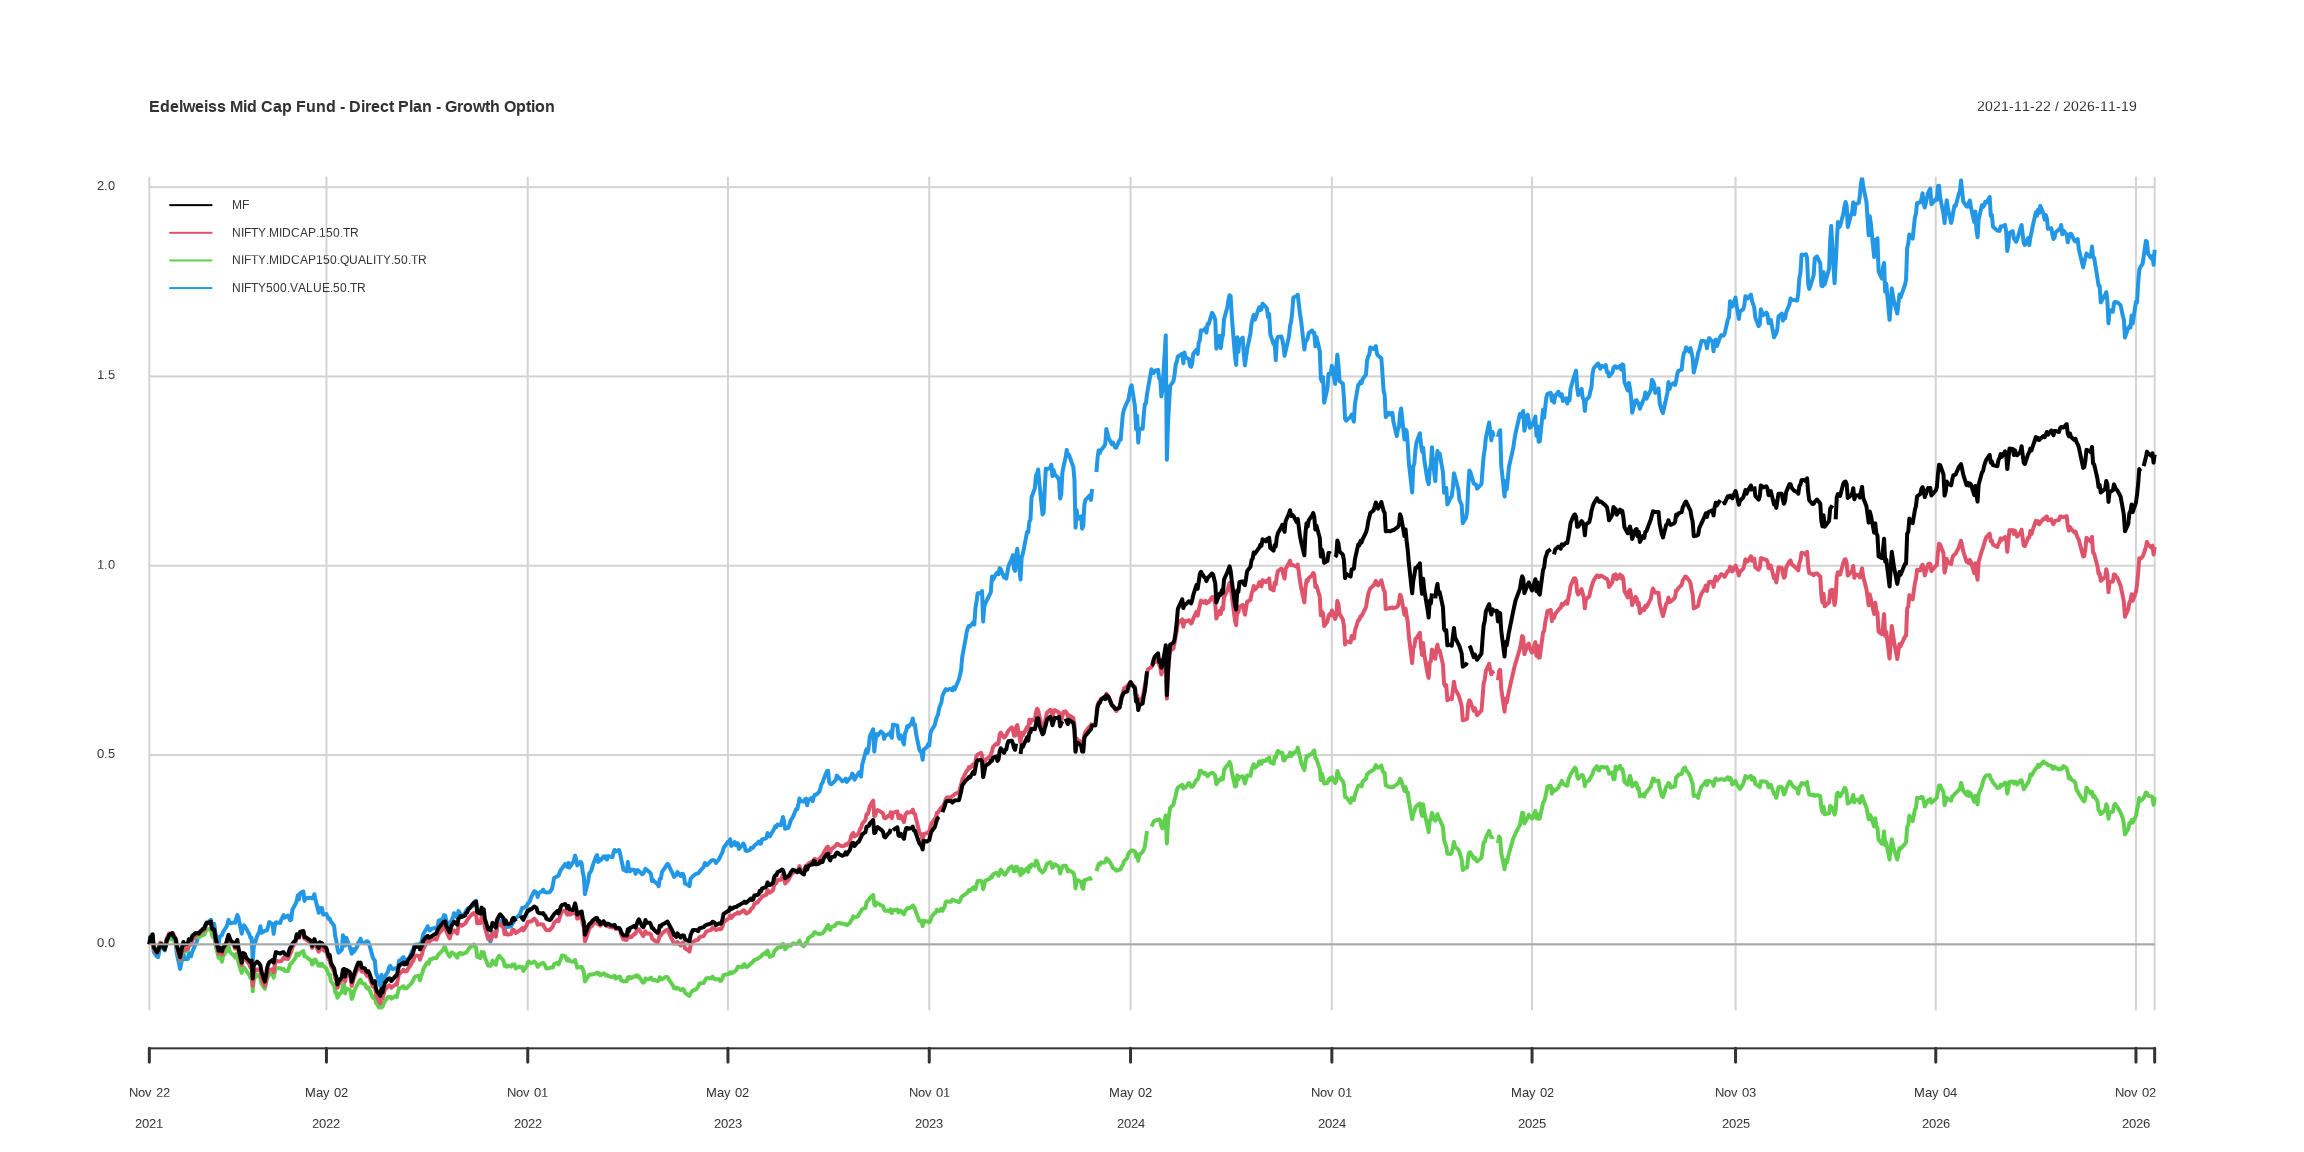 Edelweiss Mid Cap Fund - Direct Plan - Growth Option
2021-11-22 / 2026-11-19
2.0
MF
NIFTY.MIDCAP.150.TR
NIFTY.MIDCAP150.QUALITY.50.TR
NIFTY500.VALUE.50.TR
1.5
1.0
0.5
0.0
Nov 22 May 02 Nov 01 May 02 Nov 01 May 02 Nov 01 May 02 Nov 03 May 04 Nov 02
2021 2022 2022 2023 2023 2024 2024 2025 2025 2026 2026